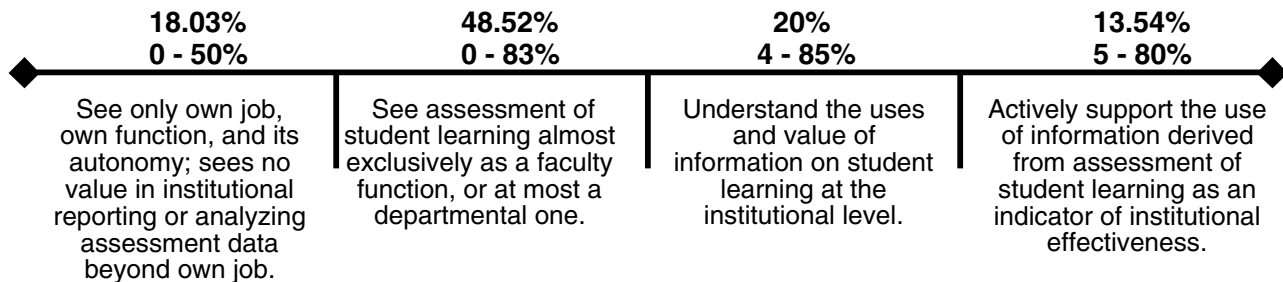 18.03%
0 - 50%
48.52%
0 - 83%
20%
4 - 85%
13.54%
5 - 80%
See only own job,
own function, and its
autonomy; sees no
value in institutional
reporting or analyzing
assessment data
beyond own job.
See assessment of
student learning almost
exclusively as a faculty
function, or at most a
departmental one.
Understand the uses
and value of
information on student
learning at the
institutional level.
Actively support the use
of information derived
from assessment of
student learning as an
indicator of institutional
effectiveness.